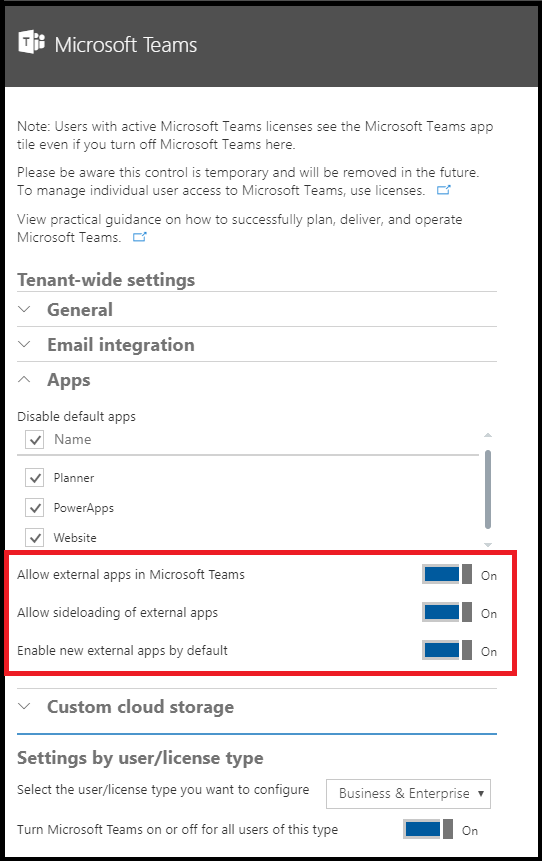 Microsoft Teams
Note: Users with active Microsoft Teams licenses see the Microsoft Teams app
tile even if you turn off Microsoft Teams here.
Please be aware this control is temporary and will be removed in the future.
To manage individual user access to Microsoft Teams, use licenses.
View practical guidance on how to successfully plan, deliver, and operate
Microsoft Teams.
Tenant-wide settings
General
Email integration
Apps
Disable default apps
Name
Planner
PowerApps
Website
Allow external apps in Microsoft Teams On
Allow sideloading of external apps On
Enable new external apps by default On
Custom cloud storage
Settings by user/license type
Select the user/license type you want to configure Business & Enterprise
Turn Microsoft Teams on or off for all users of this type On